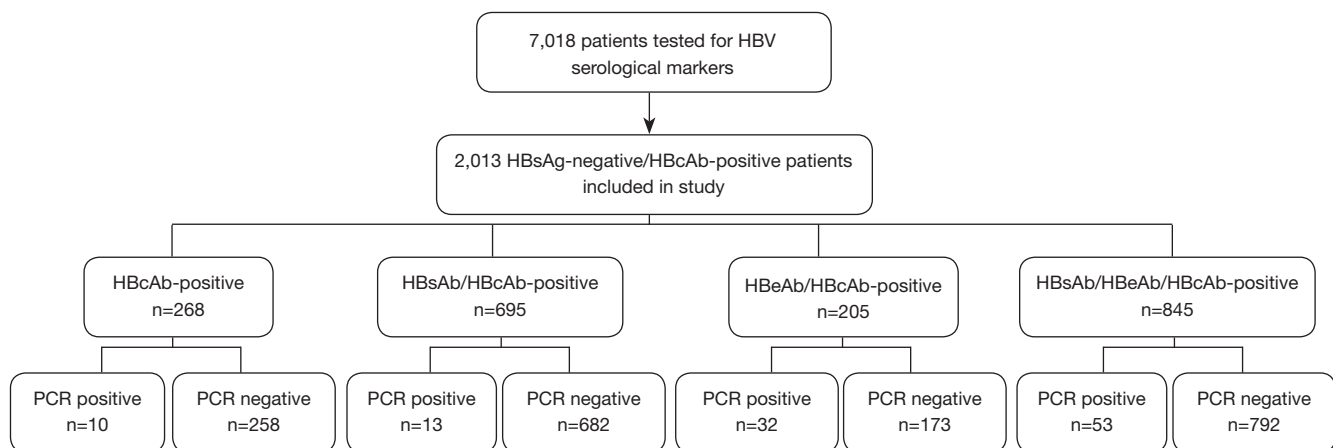 7,018 patients tested for HBV
serological markers
2,013 HBsAg-negative/HBcAb-positive patients
included in study
HBcAb-positive
n=268
HBsAb/HBcAb-positive
n=695
HBeAb/HBcAb-positive
n=205
HBsAb/HBeAb/HBcAb-positive
n=845
PCR positive
n=10
PCR negative
n=258
PCR positive
n=13
PCR negative
n=682
PCR positive
n=32
PCR negative
n=173
PCR positive
n=53
PCR negative
n=792